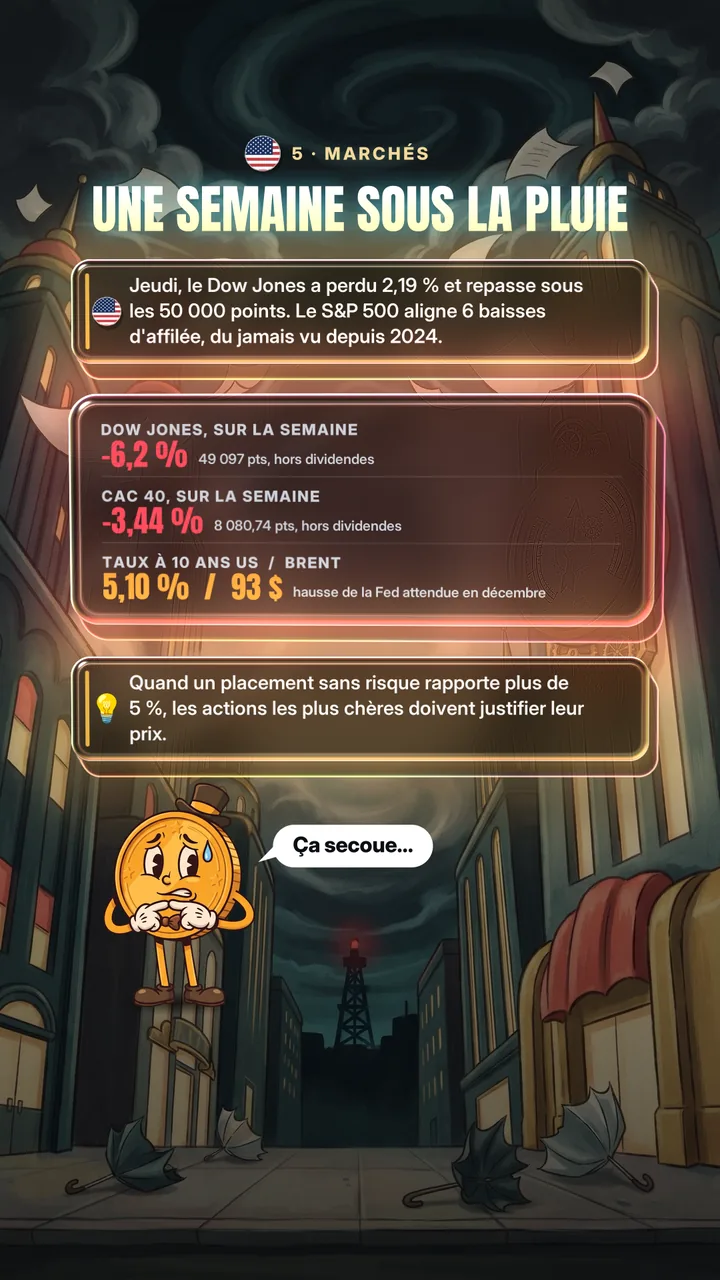 5 · MARCHÉS
UNE SEMAINE SOUS LA PLUIE
Jeudi, le Dow Jones a perdu 2,19 % et repasse sous
les 50 000 points. Le S&P 500 aligne 6 baisses
d'affilée, du jamais vu depuis 2024.
DOW JONES, SUR LA SEMAINE
-6,2 % 49 097 pts, hors dividendes
CAC 40, SUR LA SEMAINE
-3,44 % 8 080,74 pts, hors dividendes
TAUX À 10 ANS US / BRENT
5,10 % / 93 $ hausse de la Fed attendue en décembre
Quand un placement sans risque rapporte plus de
5 %, les actions les plus chères doivent justifier leur
prix.
Ça secoue...